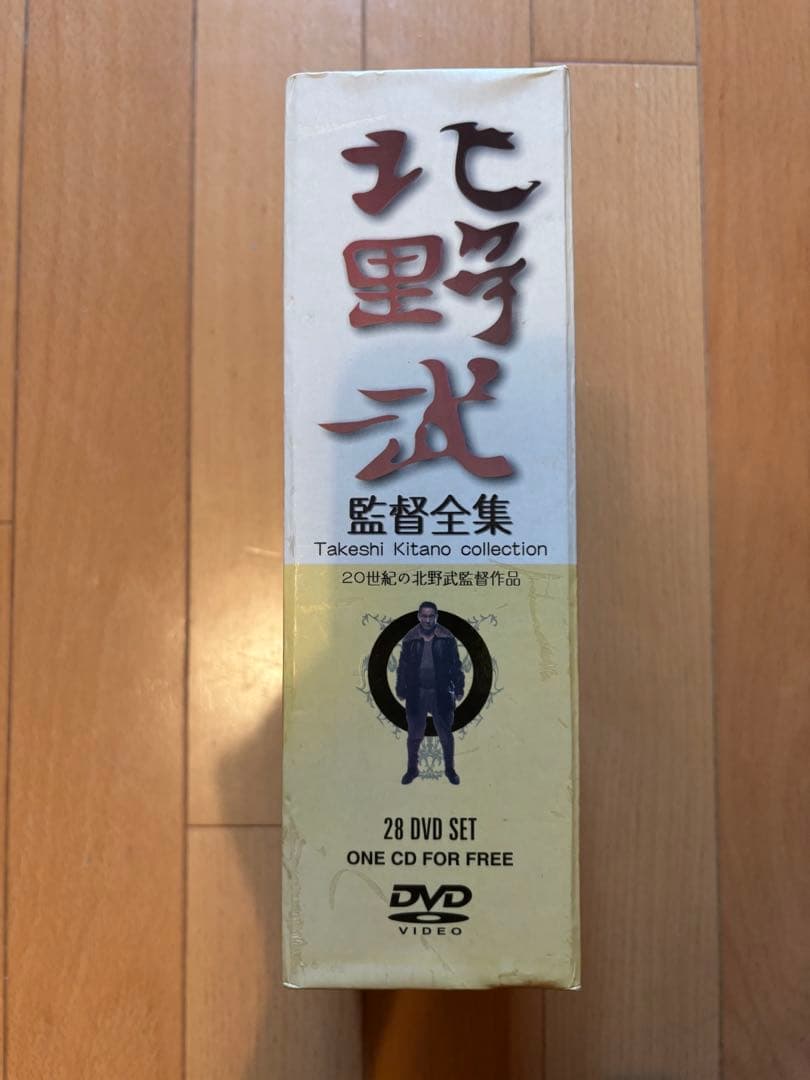 北野武
監督全集
Takeshi Kitano collection
20世紀の北野武監督作品
28 DVD SET
ONE CD FOR FREE
DVD
VIDEO